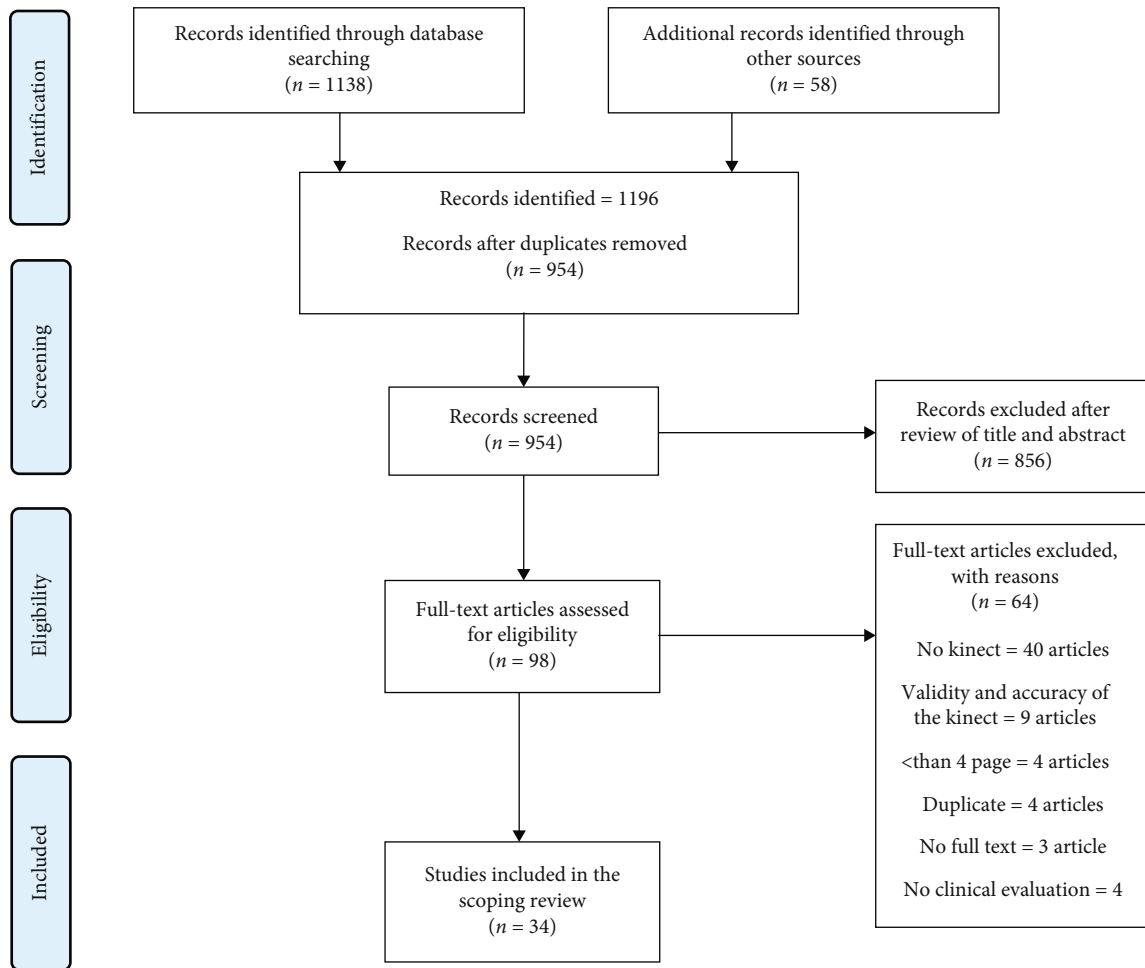 Identification
Records identified through database
searching
(n = 1138)
Additional records identified through
other sources
(n = 58)
Records identified = 1196
Records after duplicates removed
(n = 954)
Screening
Records screened
(n = 954)
Records excluded after
review of title and abstract
(n = 856)
Eligibility
Full-text articles assessed
for eligibility
(n = 98)
Full-text articles excluded,
with reasons
(n = 64)
No kinect = 40 articles
Validity and accuracy of
the kinect = 9 articles
<than 4 page = 4 articles
Duplicate = 4 articles
No full text = 3 article
No clinical evaluation = 4
Included
Studies included in the
scoping review
(n = 34)